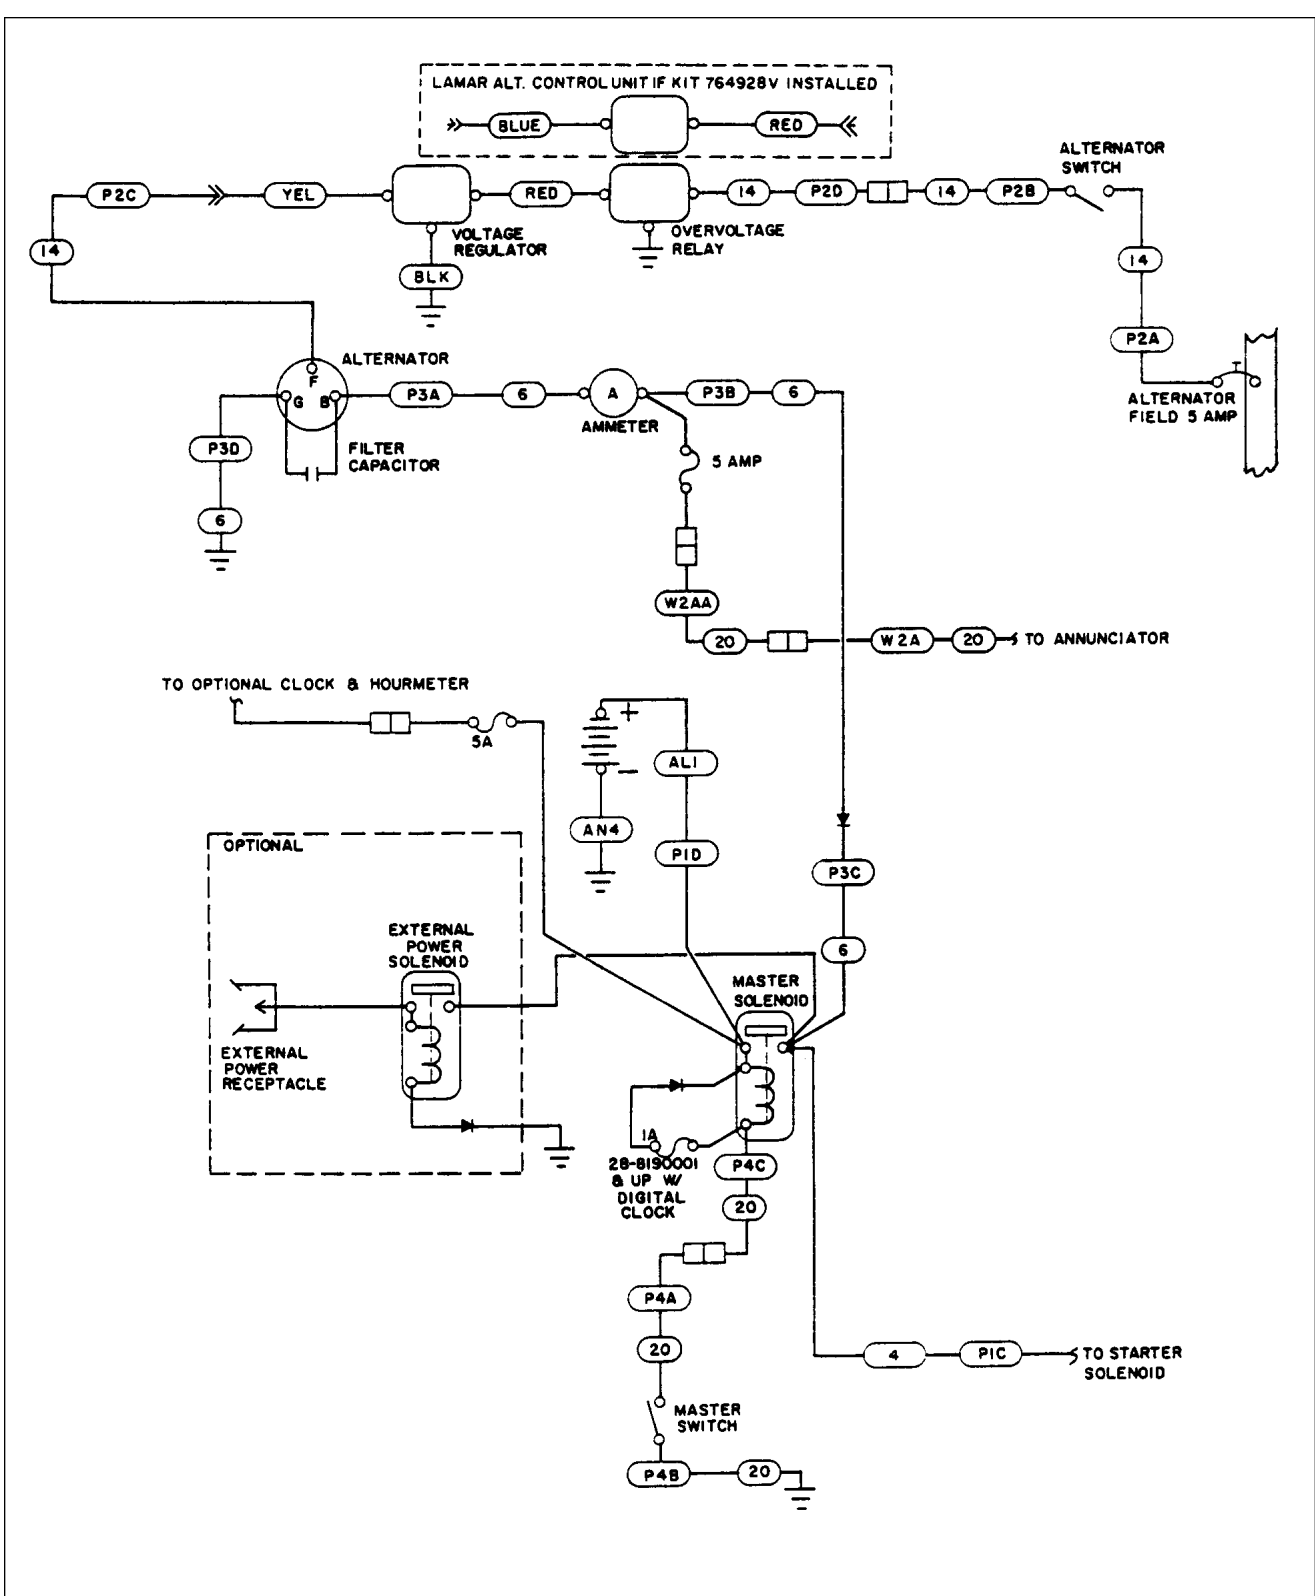 LAMAR ALT. CONTROL UNIT IF KIT 764928V INSTALLED
BLUE
RED
ALTERNATOR
SWITCH
P2C
YEL
RED
14
P2D
14
P2B
VOLTAGE
REGULATOR
OVERVOLTAGE
RELAY
14
BLK
14
P2A
ALTERNATOR
F
G
B
P3A
6
A
AMMETER
P3B
6
ALTERNATOR
FIELD 5 AMP
P3D
FILTER
CAPACITOR
5 AMP
6
W2AA
20
W2A
20
TO ANNUNCIATOR
TO OPTIONAL CLOCK & HOURMETER
5A
+
−
AL1
AN4
P1D
OPTIONAL
P3C
EXTERNAL
POWER
SOLENOID
6
MASTER
SOLENOID
EXTERNAL
POWER
RECEPTACLE
1A
28-8190001
& UP W/
DIGITAL
CLOCK
P4C
20
P4A
20
4
P1C
TO STARTER
SOLENOID
MASTER
SWITCH
P4B
20